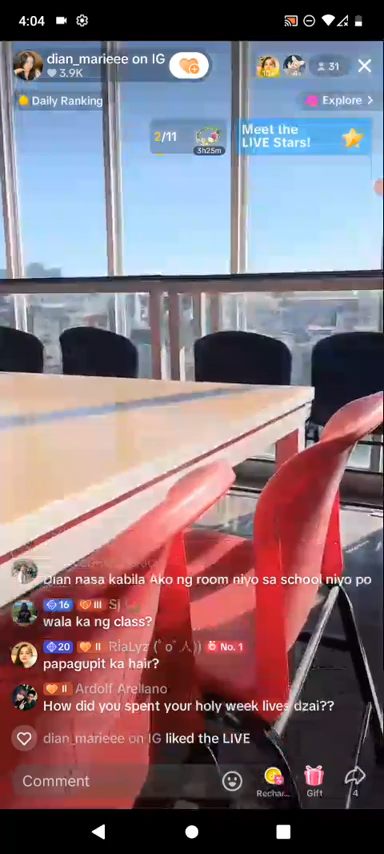 4:04
dian_marieee on IG
3.9K
31
Daily Ranking
Explore >
2/11
3h25m
Meet the
LIVE Stars!
Dian nasa kabila Ako ng room niyo sa school niyo po
16 III Sj
wala ka ng class?
20 II RiaLyz (ﾟoﾟ人)) No. 1
papagupit ka hair?
II Ardolf Arellano
How did you spent your holy week lives dzai??
dian_marieee on IG liked the LIVE
Comment
Rechar...
Gift
4